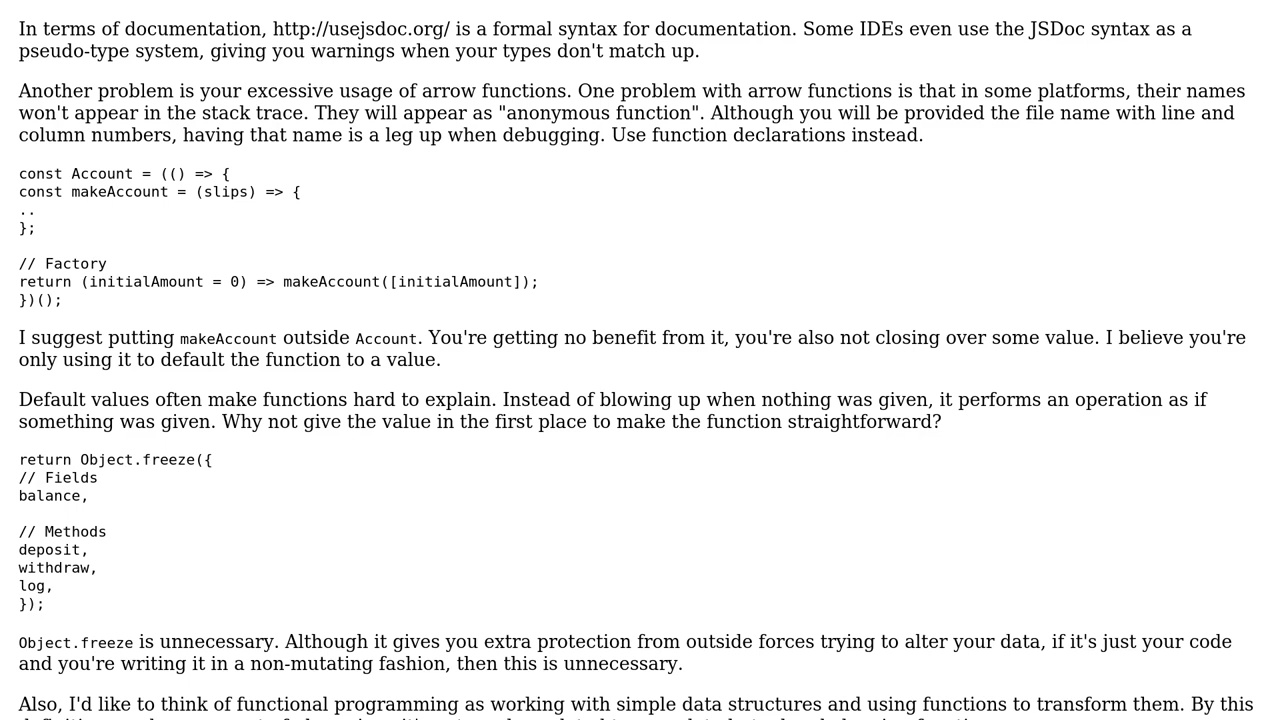 In terms of documentation, http://usejsdoc.org/ is a formal syntax for documentation. Some IDEs even use the JSDoc syntax as a
pseudo-type system, giving you warnings when your types don't match up.
Another problem is your excessive usage of arrow functions. One problem with arrow functions is that in some platforms, their names
won't appear in the stack trace. They will appear as "anonymous function". Although you will be provided the file name with line and
column numbers, having that name is a leg up when debugging. Use function declarations instead.
const Account = (() => {
const makeAccount = (slips) => {
..
};
// Factory
return (initialAmount = 0) => makeAccount([initialAmount]);
})();
I suggest putting makeAccount outside Account. You're getting no benefit from it, you're also not closing over some value. I believe you're
only using it to default the function to a value.
Default values often make functions hard to explain. Instead of blowing up when nothing was given, it performs an operation as if
something was given. Why not give the value in the first place to make the function straightforward?
return Object.freeze({
// Fields
balance,
// Methods
deposit,
withdraw,
log,
});
Object.freeze is unnecessary. Although it gives you extra protection from outside forces trying to alter your data, if it's just your code
and you're writing it in a non-mutating fashion, then this is unnecessary.
Also, I'd like to think of functional programming as working with simple data structures and using functions to transform them. By this